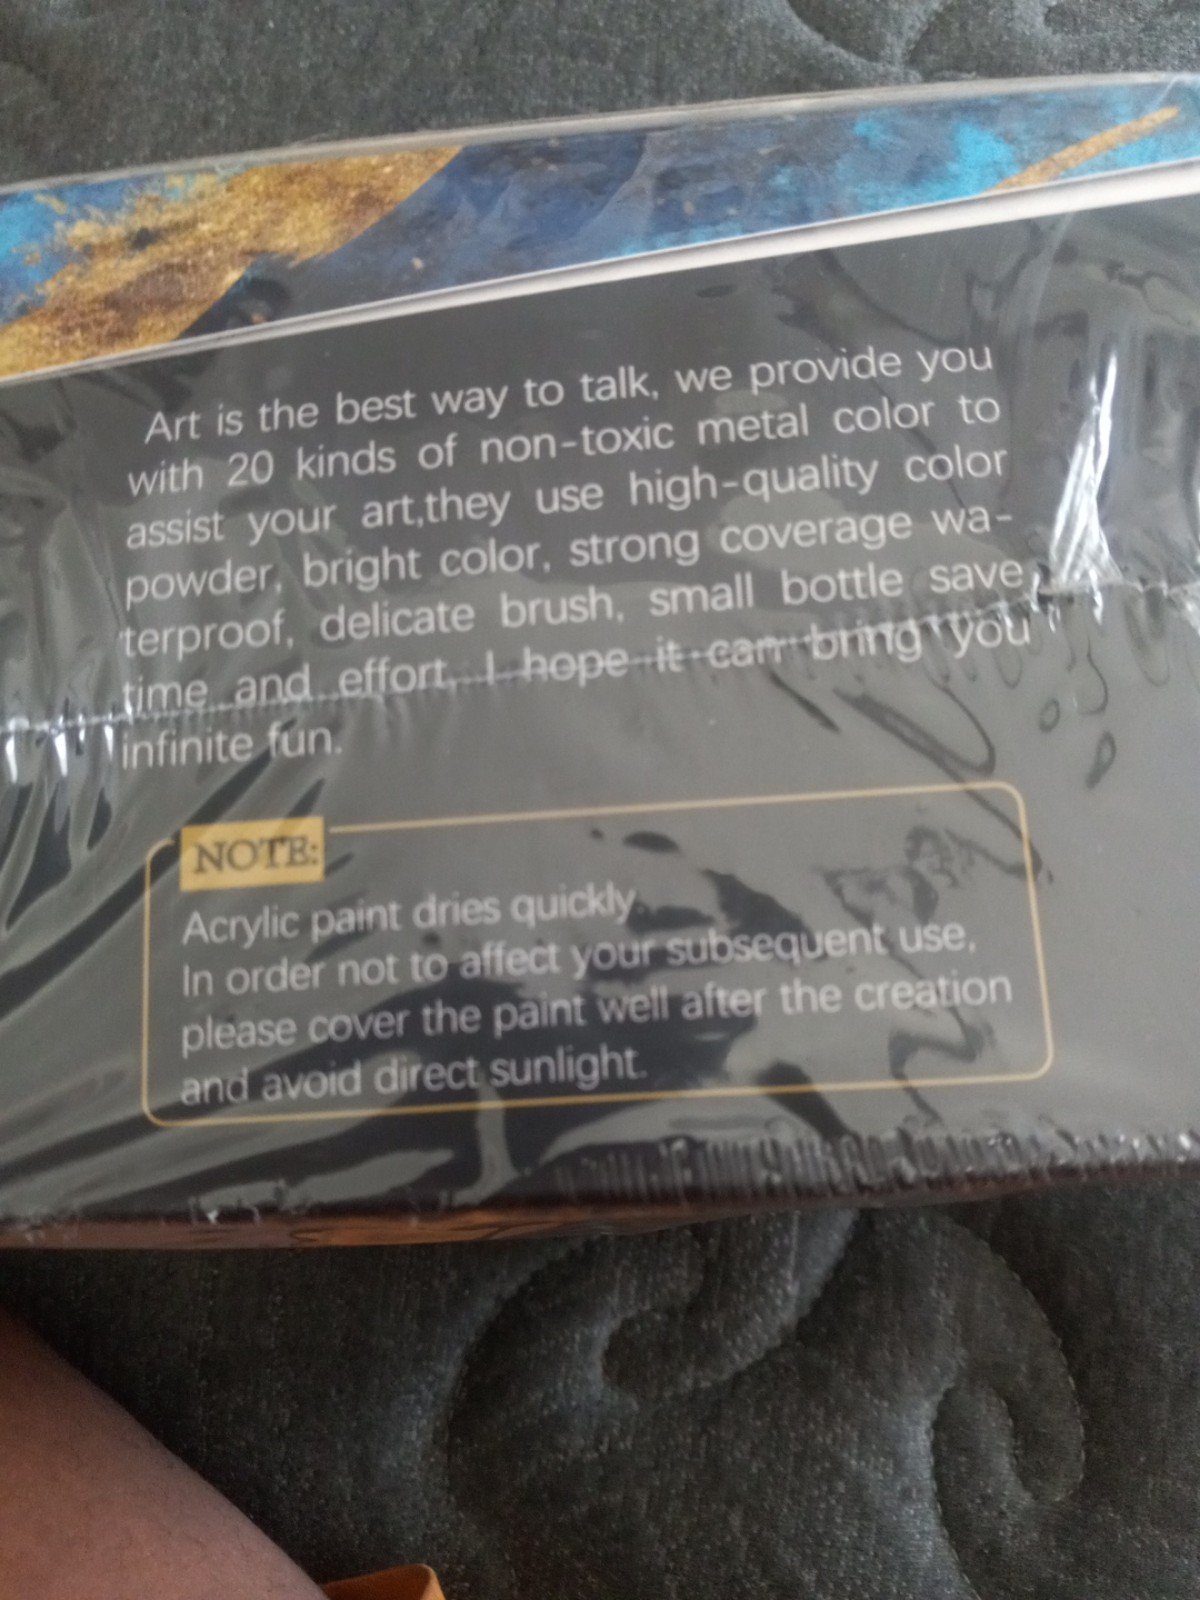 Art is the best way to talk, we provide you
with 20 kinds of non-toxic metal color to
assist your art,they use high-quality color
powder, bright color, strong coverage wa-
terproof, delicate brush, small bottle save
time and effort, I hope it can bring you
infinite fun.
NOTE:
Acrylic paint dries quickly
In order not to affect your subsequent use,
please cover the paint well after the creation
and avoid direct sunlight.